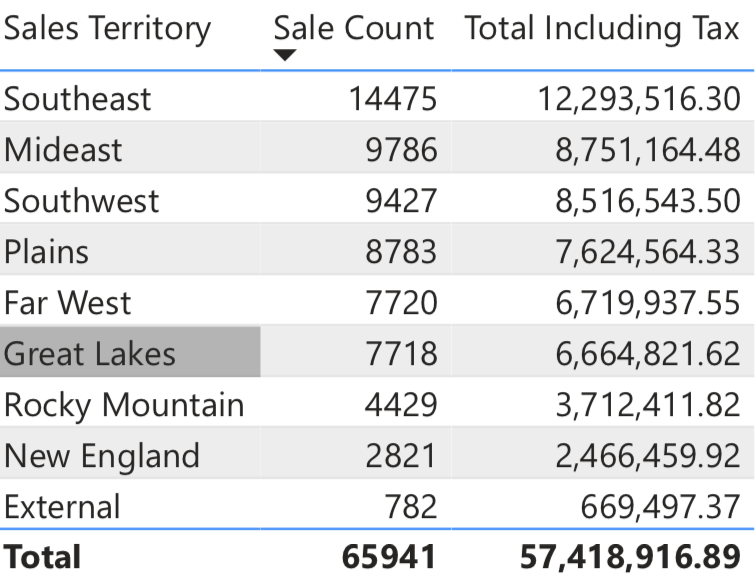 Sales Territory Sale Count Total Including Tax
Southeast 14475 12,293,516.30
Mideast 9786 8,751,164.48
Southwest 9427 8,516,543.50
Plains 8783 7,624,564.33
Far West 7720 6,719,937.55
Great Lakes 7718 6,664,821.62
Rocky Mountain 4429 3,712,411.82
New England 2821 2,466,459.92
External 782 669,497.37
Total 65941 57,418,916.89